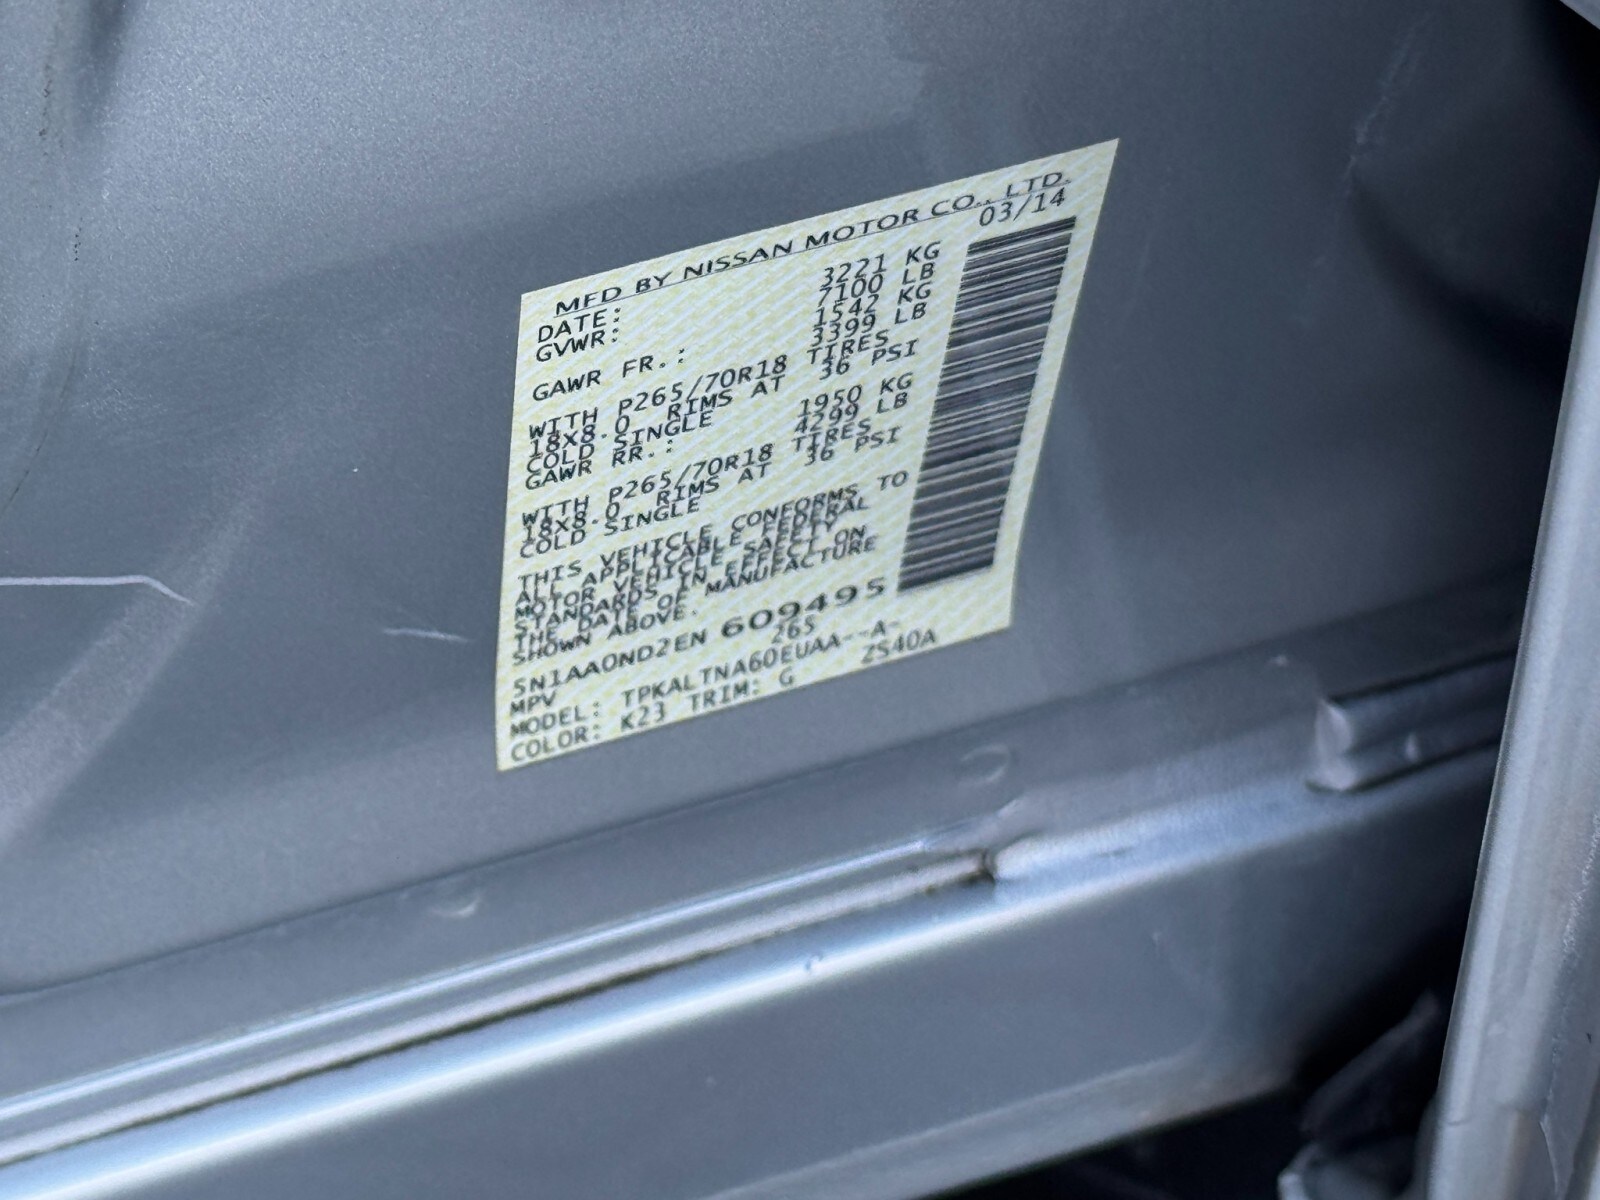 MFD BY NISSAN MOTOR CO., LTD.
DATE: 03/14
GVWR: 3221 KG
7100 LB
GAWR FR.: 1542 KG
3399 LB
WITH P265/70R18 TIRES
18X8.0 RIMS AT 36 PSI
COLD SINGLE
GAWR RR.: 1950 KG
4299 LB
WITH P265/70R18 TIRES
18X8.0 RIMS AT 36 PSI
COLD SINGLE
THIS VEHICLE CONFORMS TO
ALL APPLICABLE FEDERAL
MOTOR VEHICLE SAFETY
STANDARDS IN EFFECT ON
THE DATE OF MANUFACTURE
SHOWN ABOVE.
5N1AA0ND2EN 609495
MPV 265
MODEL: TPKALTNA60EUAA--A-
COLOR: K23 TRIM: G ZS40A